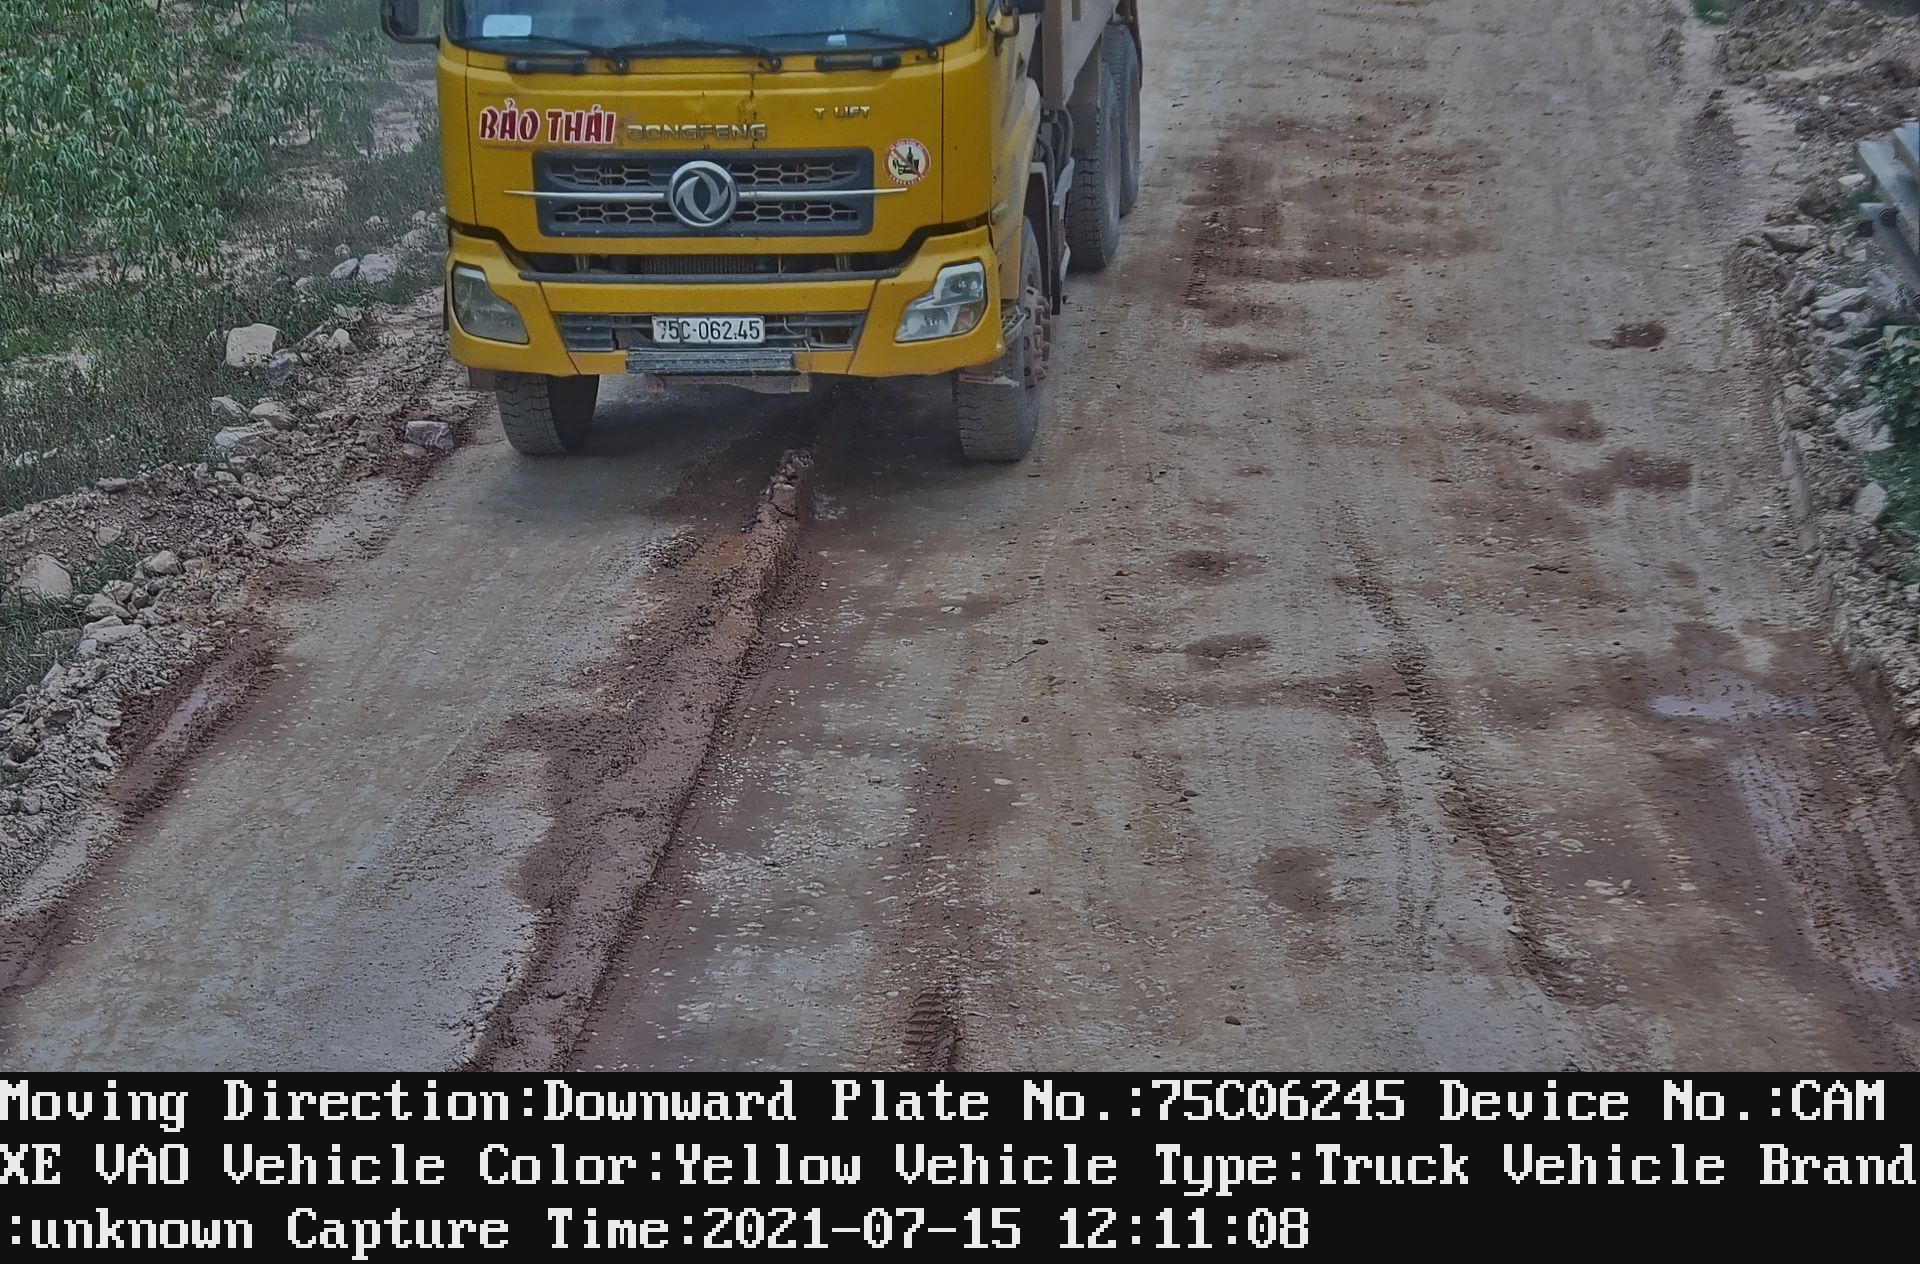 BẢO THÁI DONGFENG T LIFT
75C-062.45
Moving Direction:Downward Plate No.:75C06245 Device No.:CAM
XE VAO Vehicle Color:Yellow Vehicle Type:Truck Vehicle Brand
:unknown Capture Time:2021-07-15 12:11:08